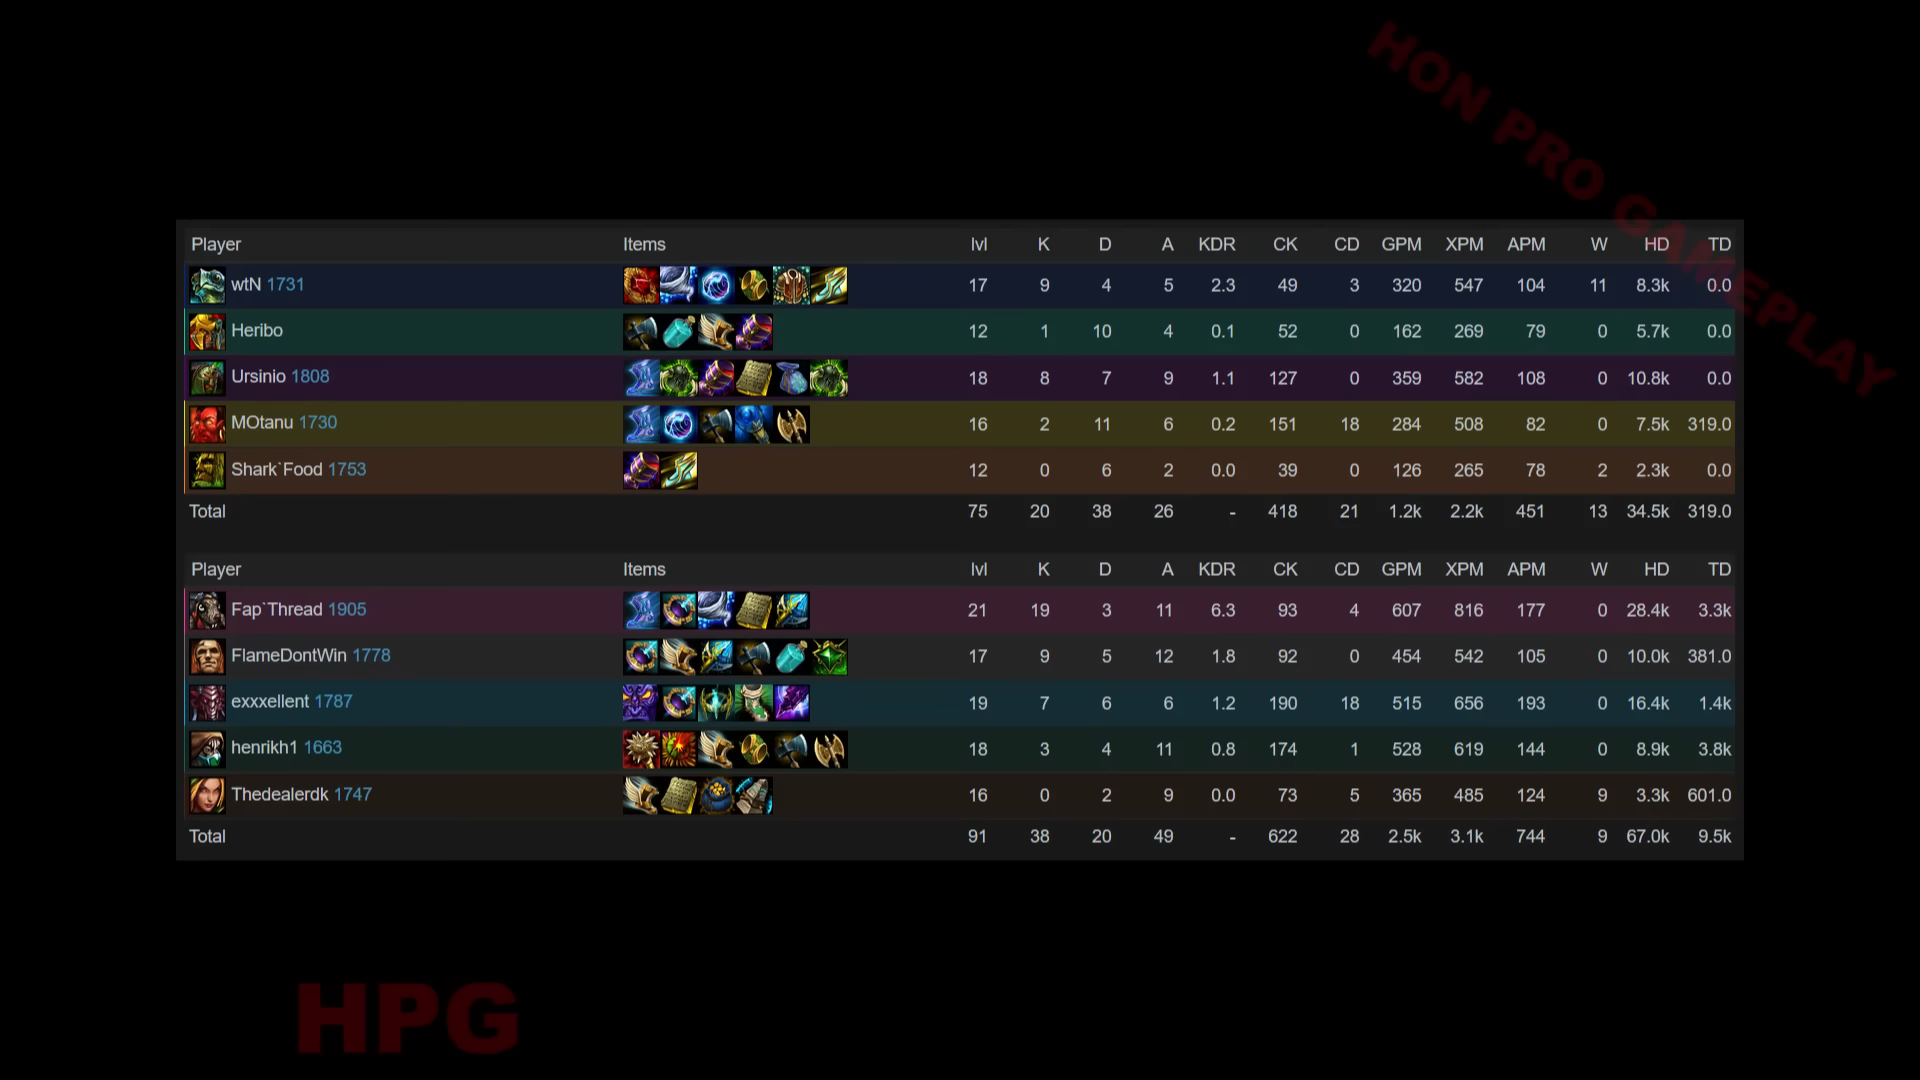 HON PRO GAMEPLAY
Player Items lvl K D A KDR CK CD GPM XPM APM W HD TD
wtN 1731 17 9 4 5 2.3 49 3 320 547 104 11 8.3k 0.0
Heribo 12 1 10 4 0.1 52 0 162 269 79 0 5.7k 0.0
Ursinio 1808 18 8 7 9 1.1 127 0 359 582 108 0 10.8k 0.0
MOtanu 1730 16 2 11 6 0.2 151 18 284 508 82 0 7.5k 319.0
Shark`Food 1753 12 0 6 2 0.0 39 0 126 265 78 2 2.3k 0.0
Total 75 20 38 26 - 418 21 1.2k 2.2k 451 13 34.5k 319.0
Player Items lvl K D A KDR CK CD GPM XPM APM W HD TD
Fap`Thread 1905 21 19 3 11 6.3 93 4 607 816 177 0 28.4k 3.3k
FlameDontWin 1778 17 9 5 12 1.8 92 0 454 542 105 0 10.0k 381.0
exxxellent 1787 19 7 6 6 1.2 190 18 515 656 193 0 16.4k 1.4k
henrikh1 1663 18 3 4 11 0.8 174 1 528 619 144 0 8.9k 3.8k
Thedealerdk 1747 16 0 2 9 0.0 73 5 365 485 124 9 3.3k 601.0
Total 91 38 20 49 - 622 28 2.5k 3.1k 744 9 67.0k 9.5k
HPG